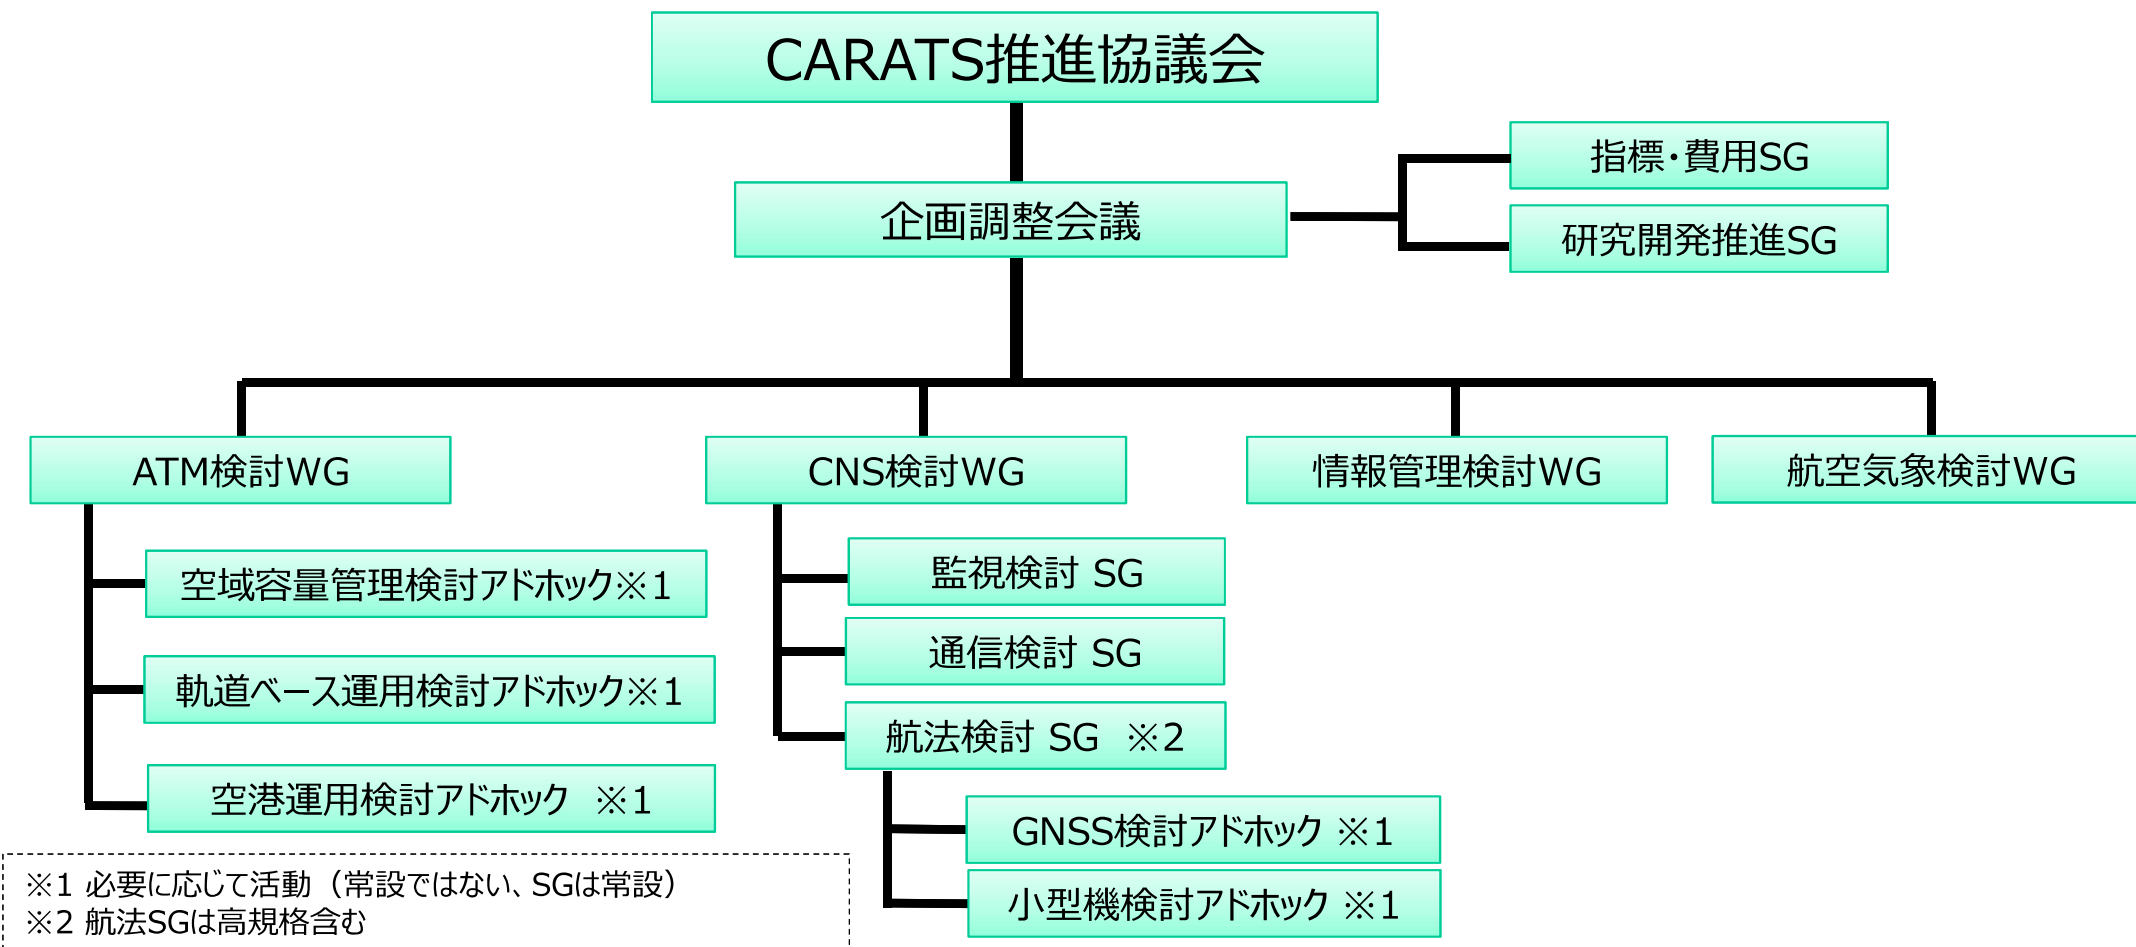 CARATS推進協議会
企画調整会議
指標・費用SG
研究開発推進SG
ATM検討WG
CNS検討WG
情報管理検討WG
航空気象検討WG
空域容量管理検討アドホック※1
軌道ベース運用検討アドホック※1
空港運用検討アドホック ※1
監視検討 SG
通信検討 SG
航法検討 SG ※2
GNSS検討アドホック ※1
小型機検討アドホック ※1
※1 必要に応じて活動（常設ではない、SGは常設）
※2 航法SGは高規格含む